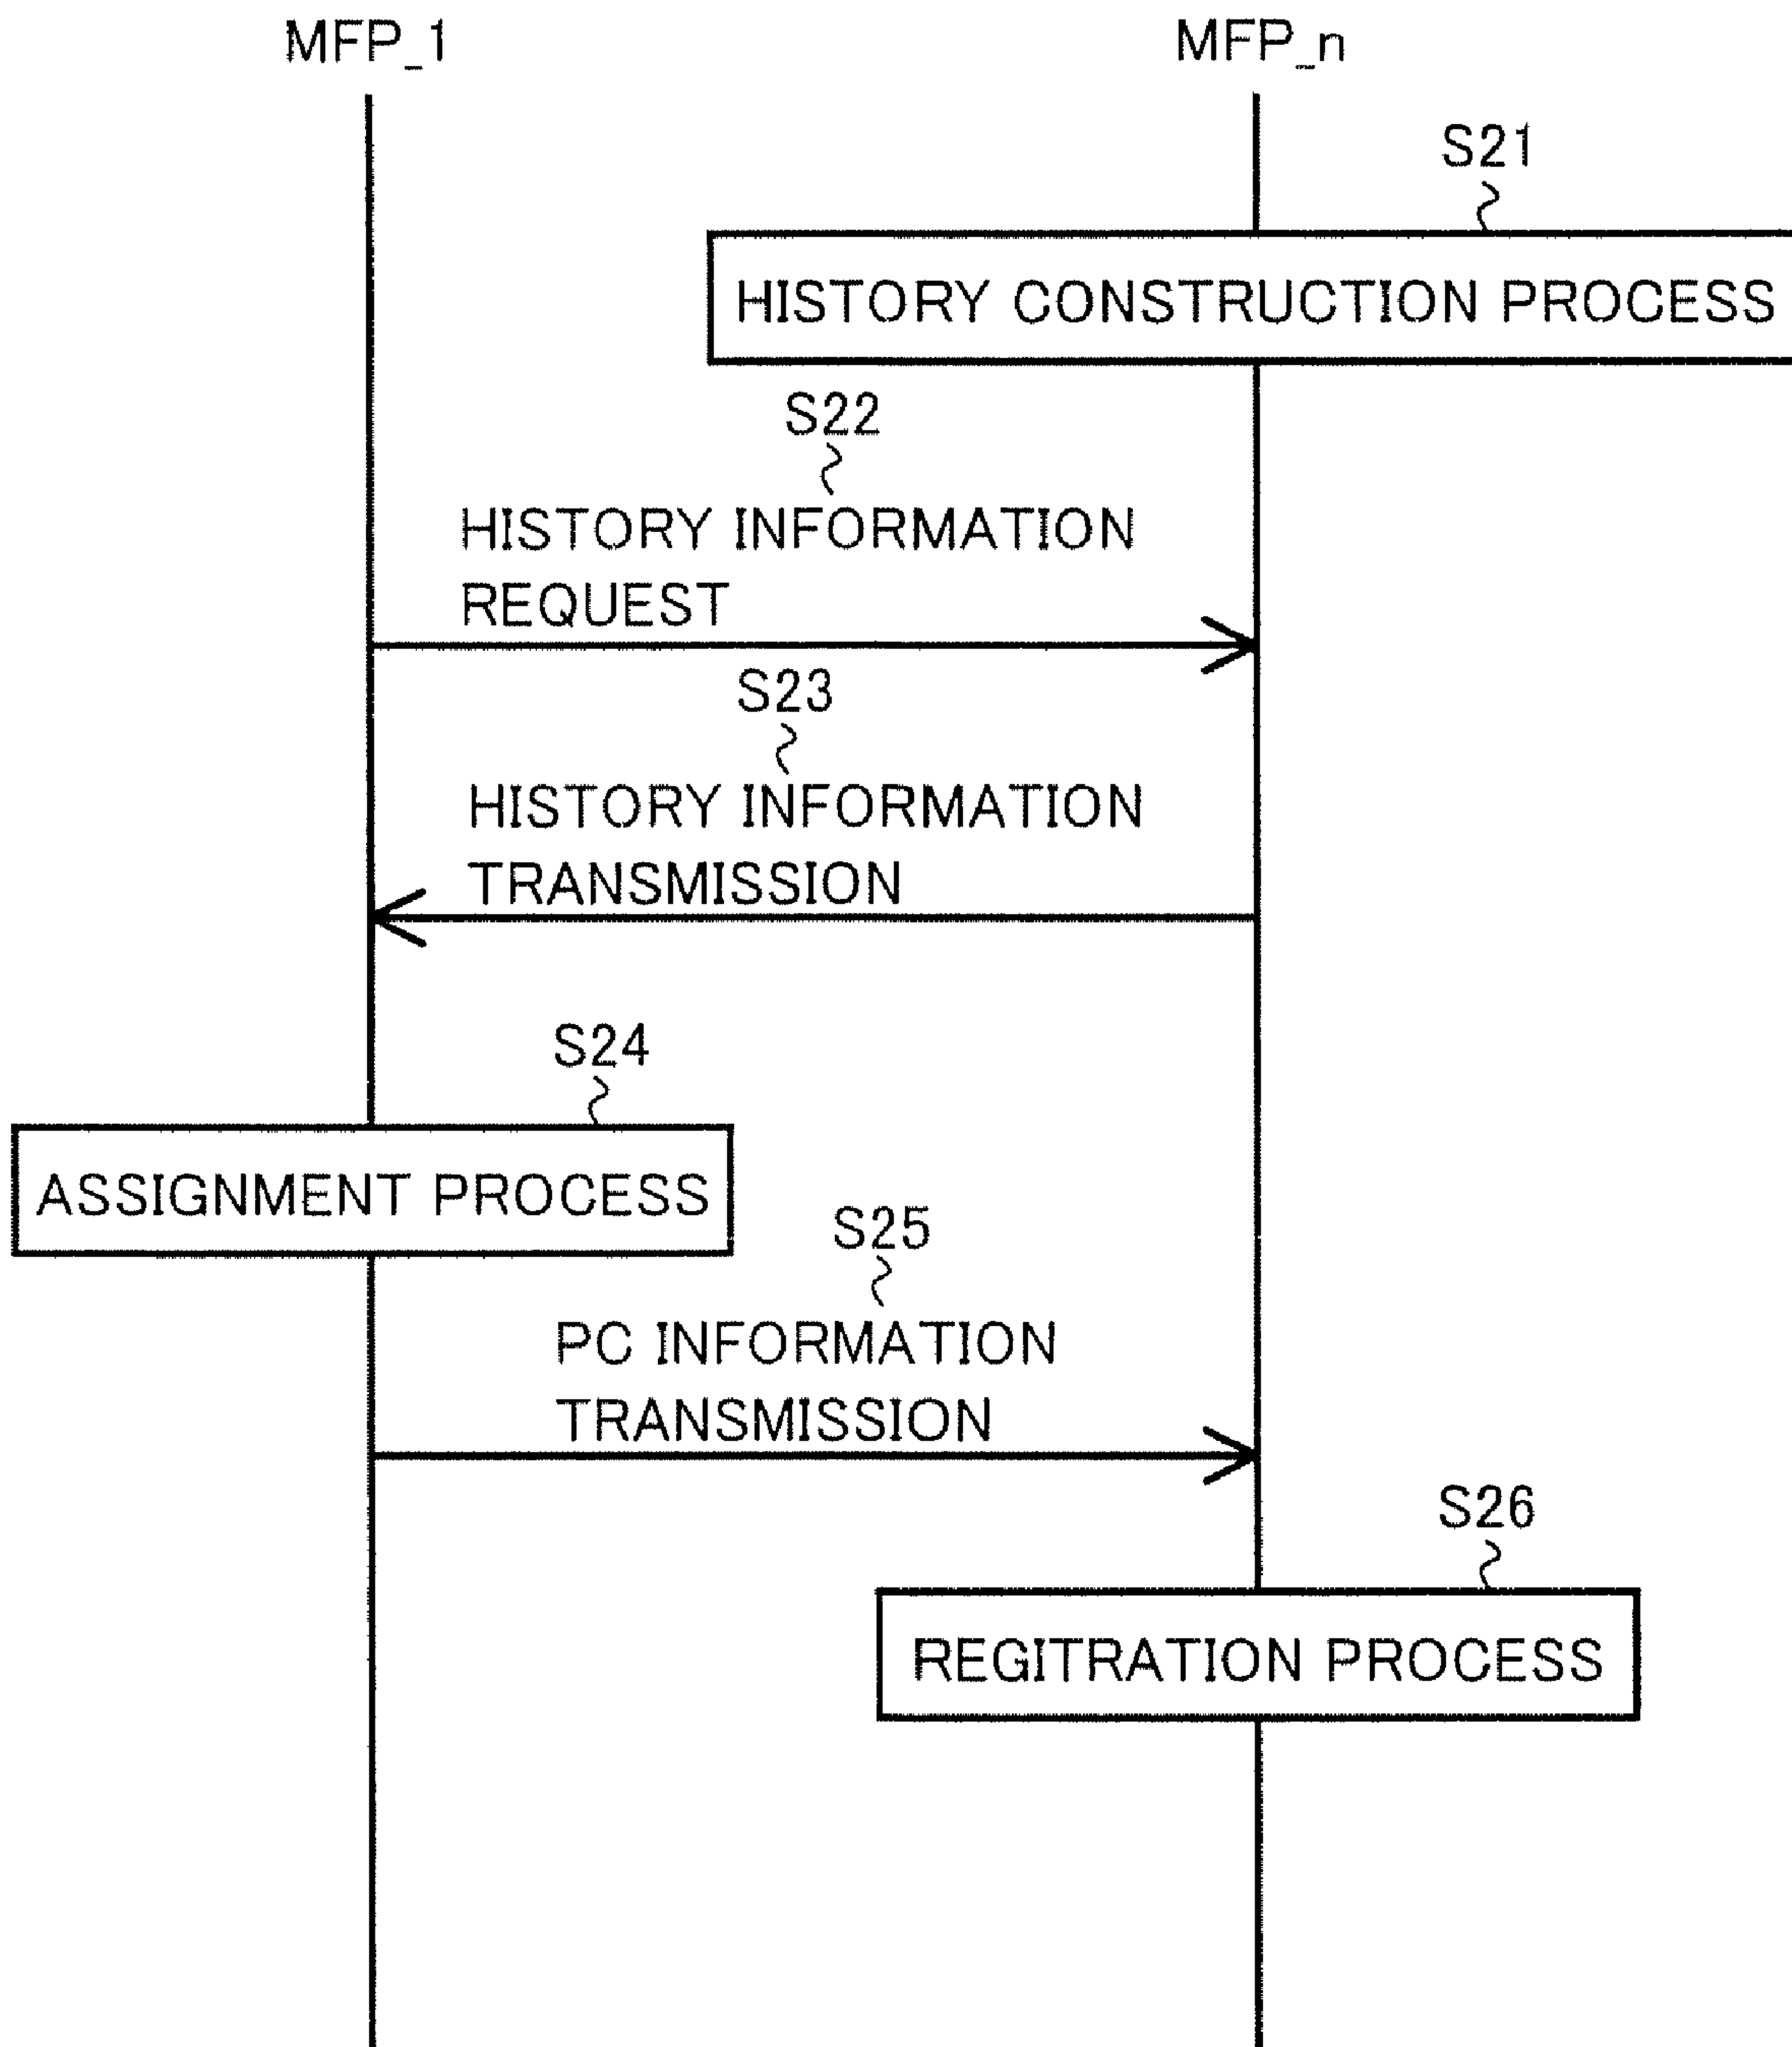 MFP_1
MFP_n
S21
HISTORY CONSTRUCTION PROCESS
S22
HISTORY INFORMATION
REQUEST
S23
HISTORY INFORMATION
TRANSMISSION
S24
ASSIGNMENT PROCESS
S25
PC INFORMATION
TRANSMISSION
S26
REGITRATION PROCESS